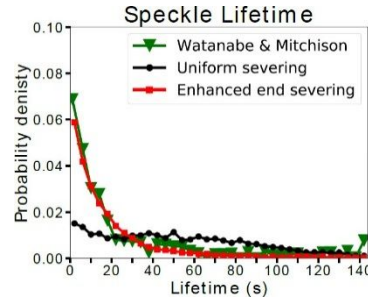 Speckle Lifetime
0.10
0.08
0.06
0.04
0.02
0.00
Probability denisty
Watanabe & Mitchison
Uniform severing
Enhanced end severing
0 20 40 60 80 100 120 140
Lifetime (s)